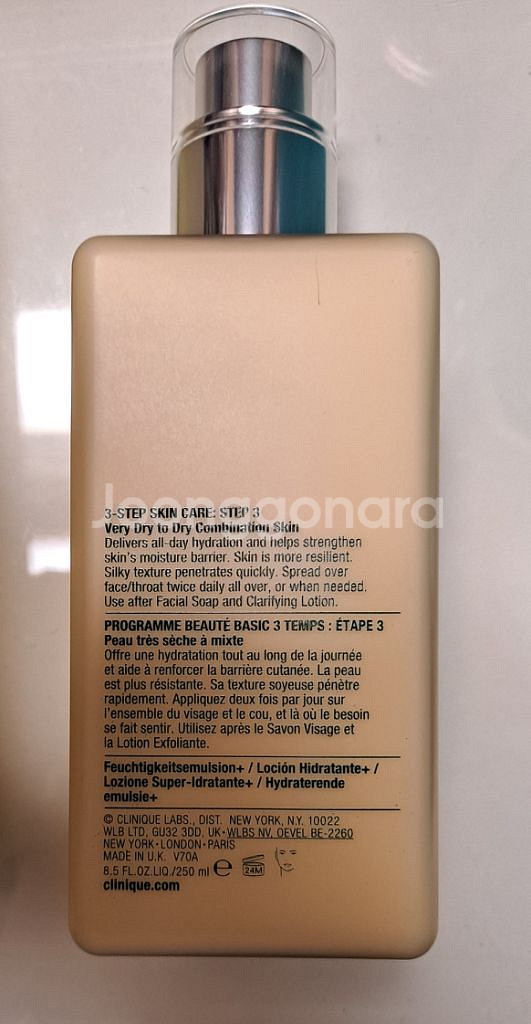 Joonggonara
3-STEP SKIN CARE: STEP 3
Very Dry to Dry Combination Skin
Delivers all-day hydration and helps strengthen
skin's moisture barrier. Skin is more resilient.
Silky texture penetrates quickly. Spread over
face/throat twice daily all over, or when needed.
Use after Facial Soap and Clarifying Lotion.
PROGRAMME BEAUTÉ BASIC 3 TEMPS : ÉTAPE 3
Peau très sèche à mixte
Offre une hydratation tout au long de la journée
et aide à renforcer la barrière cutanée. La peau
est plus résistante. Sa texture soyeuse pénètre
rapidement. Appliquez deux fois par jour sur
l'ensemble du visage et le cou, et là où le besoin
se fait sentir. Utilisez après le Savon Visage et
la Lotion Exfoliante.
Feuchtigkeitsemulsion+ / Loción Hidratante+ /
Lozione Super-Idratante+ / Hydraterende
emulsie+
© CLINIQUE LABS., DIST. NEW YORK, N.Y. 10022
WLB LTD, GU32 3DD, UK·WLBS NV, OEVEL BE-2260
NEW YORK·LONDON·PARIS
MADE IN U.K. V70A
8.5 FL.OZ.LIQ./250 ml e 24M
clinique.com